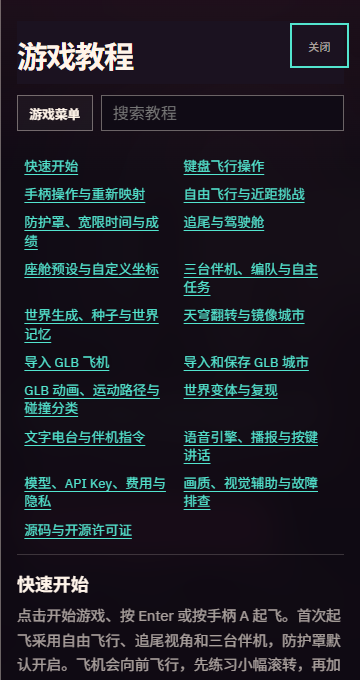 游戏教程
关闭
游戏菜单
搜索教程
快速开始
键盘飞行操作
手柄操作与重新映射
自由飞行与近距挑战
防护罩、宽限时间与成
绩
追尾与驾驶舱
座舱预设与自定义坐标
三台伴机、编队与自主
任务
世界生成、种子与世界
记忆
天穹翻转与镜像城市
导入 GLB 飞机
导入和保存 GLB 城市
GLB 动画、运动路径与
碰撞分类
世界变体与复现
文字电台与伴机指令
语音引擎、播报与按键
讲话
模型、API Key、费用与
隐私
画质、视觉辅助与故障
排查
源码与开源许可证
快速开始
点击开始游戏、按 Enter 或按手柄 A 起飞。首次起
飞采用自由飞行、追尾视角和三台伴机，防护罩默
认开启。飞机会向前飞行，先练习小幅滚转，再加